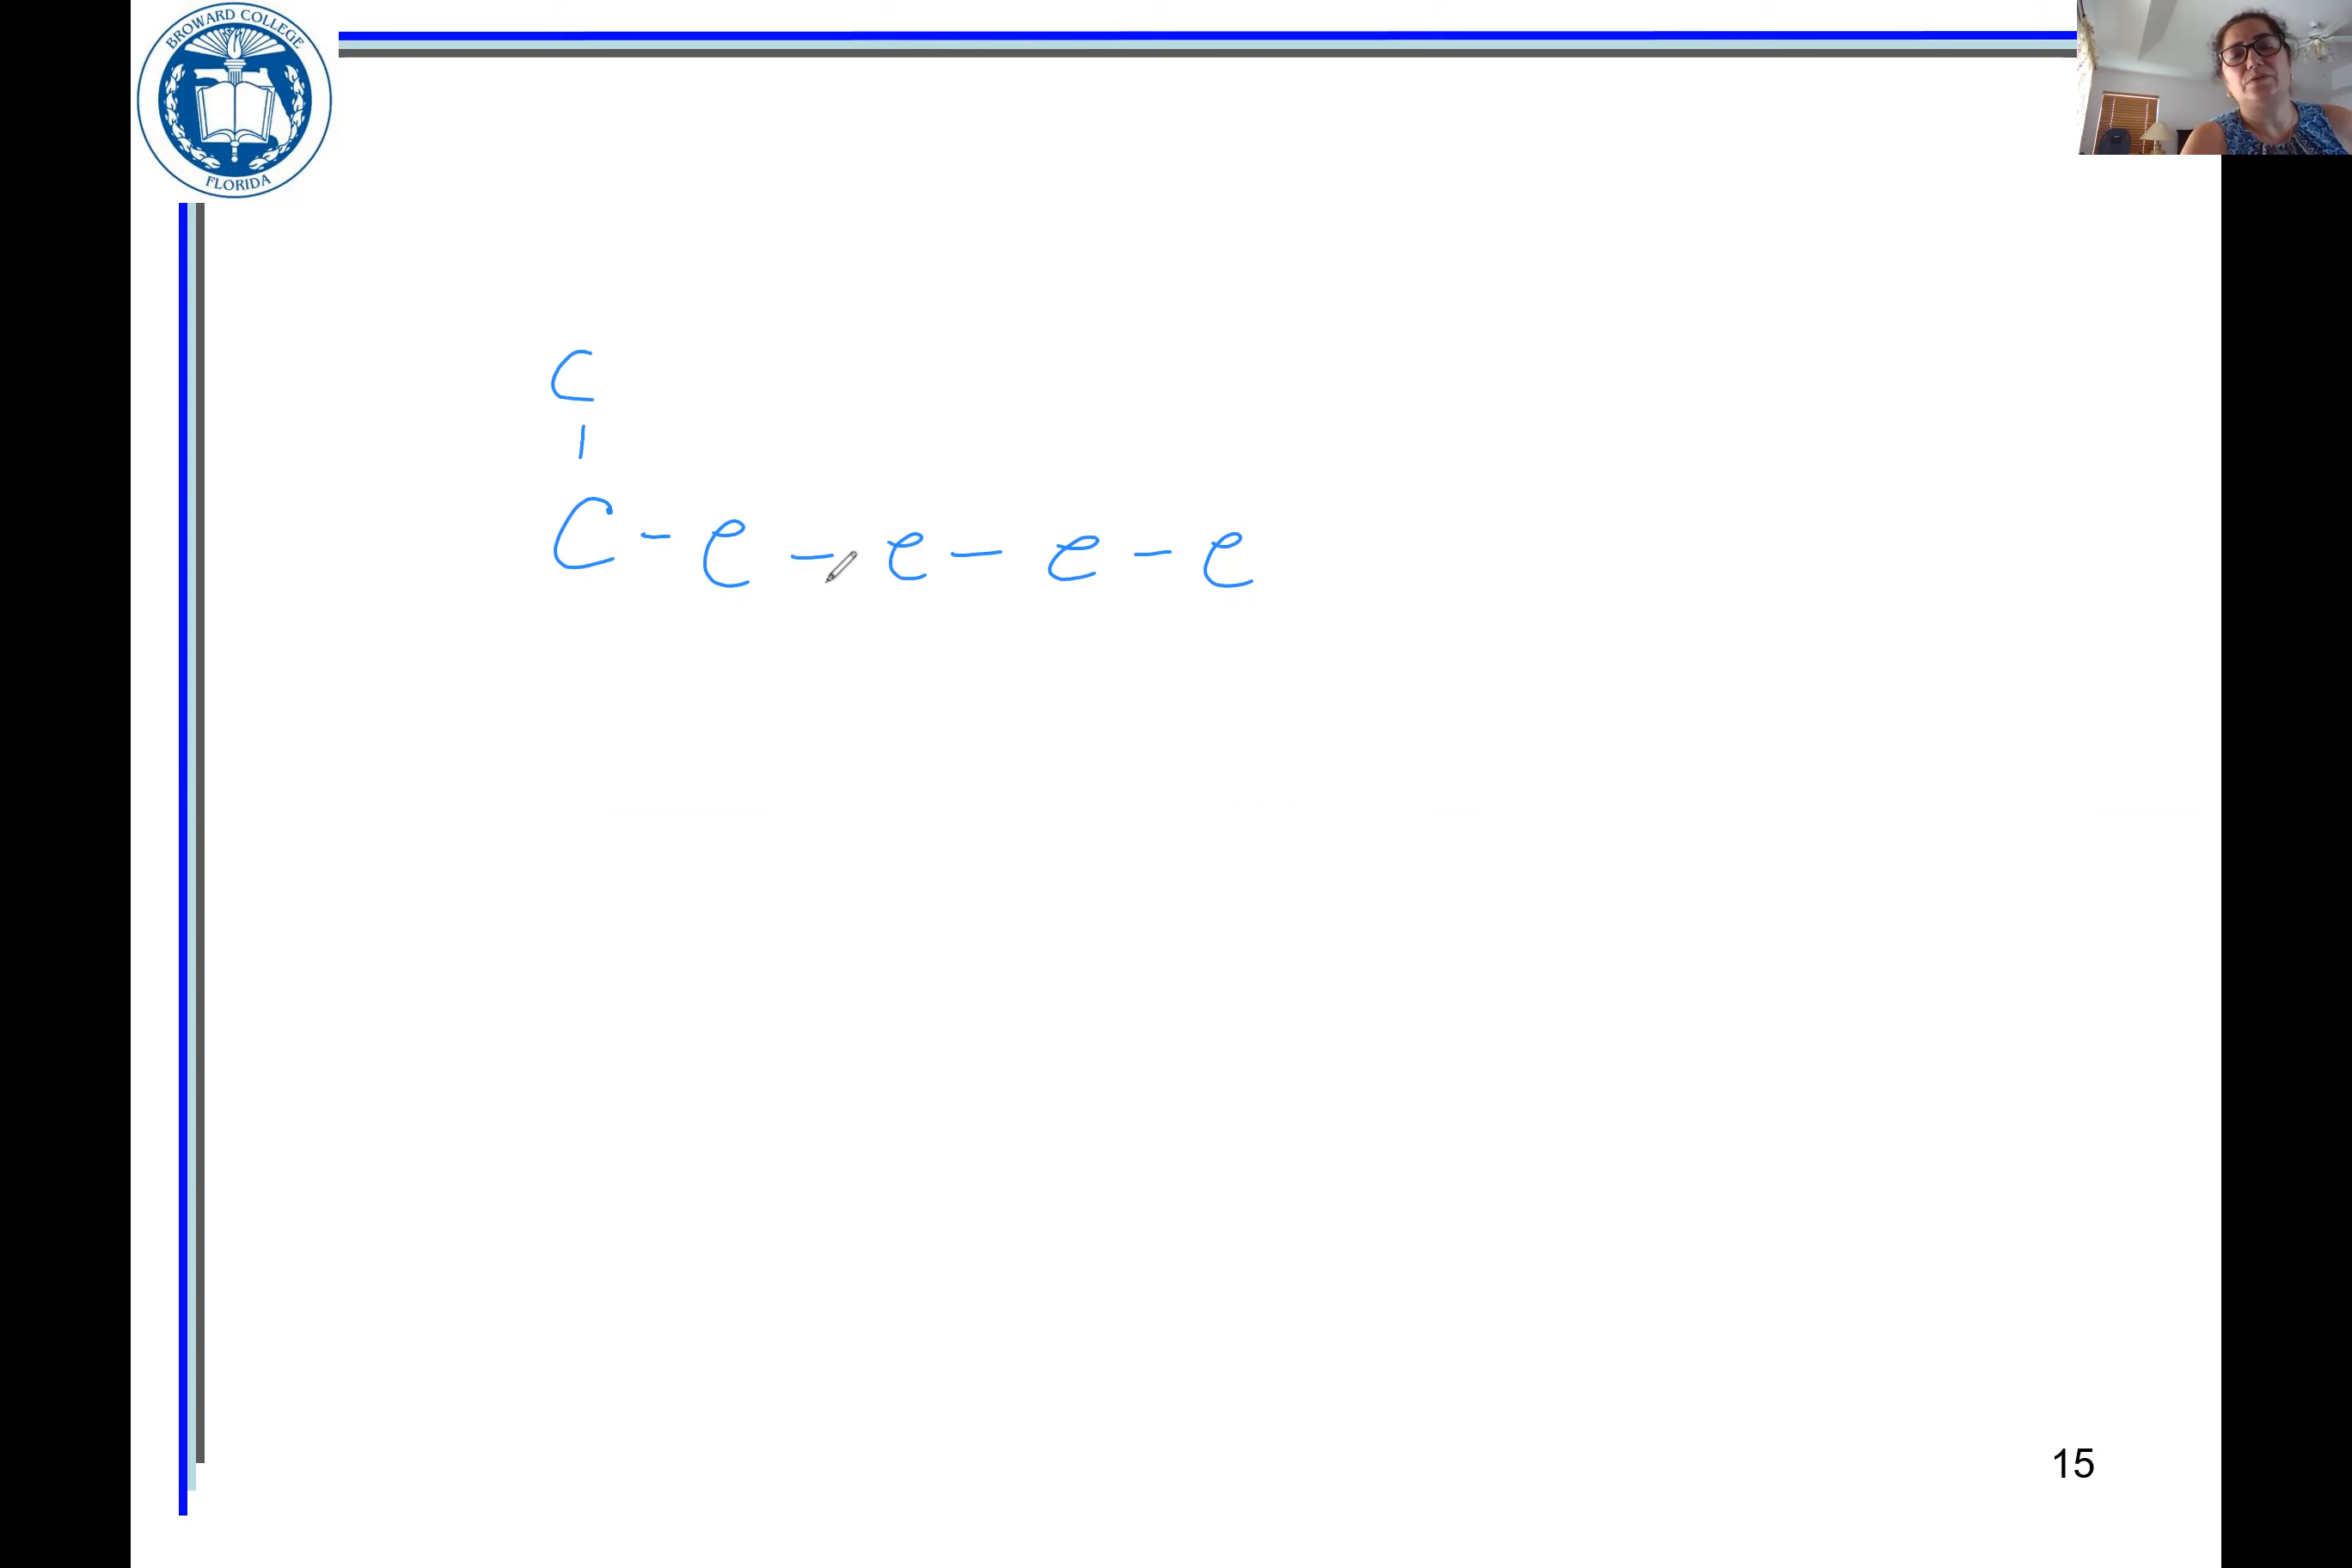 BROWARD COLLEGE
FLORIDA
C
|
C - e - e - e - e
15